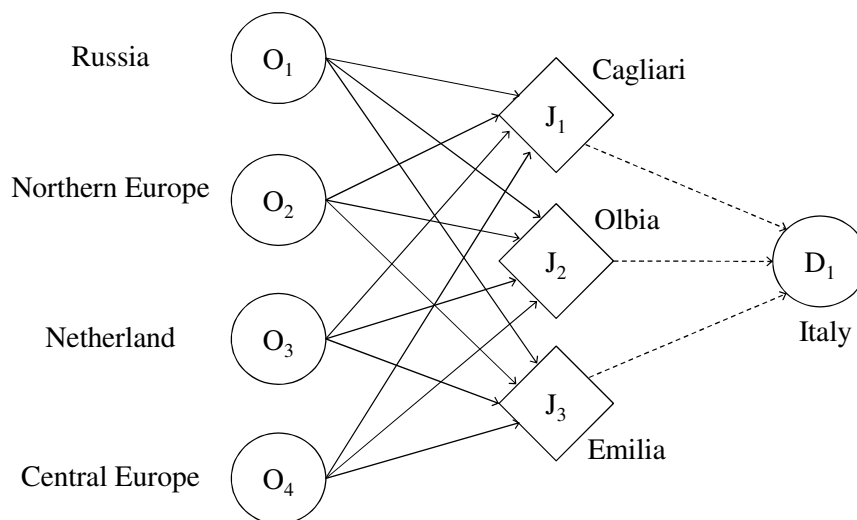 Russia
O1
Cagliari
J1
Northern Europe
O2
Olbia
J2
D1
Italy
Netherland
O3
J3
Emilia
Central Europe
O4